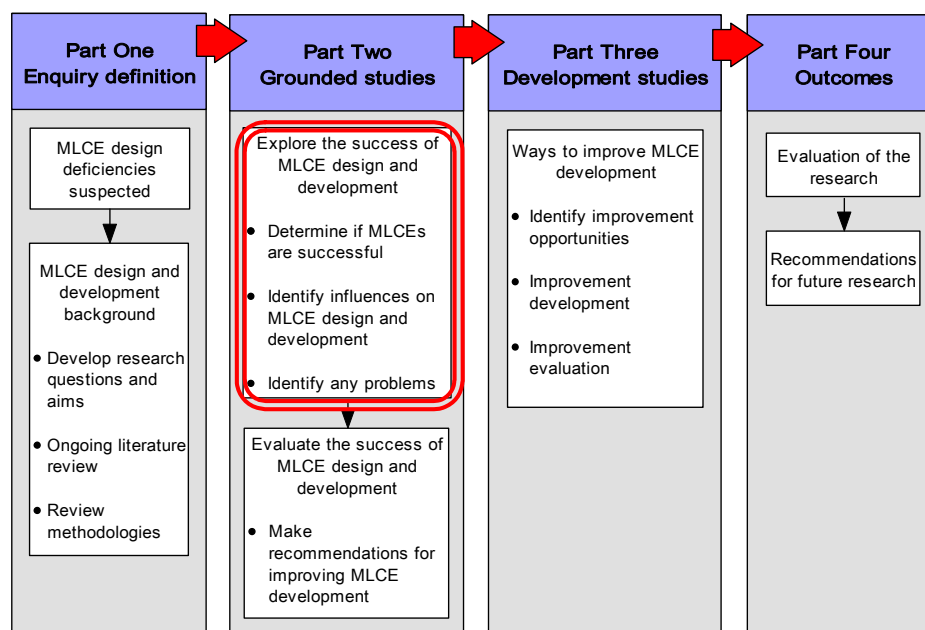 Part One
Enquiry definition
MLCE design
deficiencies
suspected
MLCE design and
development
background
• Develop research
questions and
aims
• Ongoing literature
review
• Review
methodologies
Part Two
Grounded studies
Explore the success of
MLCE design and
development
• Determine if MLCEs
are successful
• Identify influences on
MLCE design and
development
• Identify any problems
Evaluate the success of
MLCE design and
development
• Make
recommendations for
improving MLCE
development
Part Three
Development studies
Ways to improve MLCE
development
• Identify improvement
opportunities
• Improvement
development
• Improvement
evaluation
Part Four
Outcomes
Evaluation of the
research
Recommendations
for future research